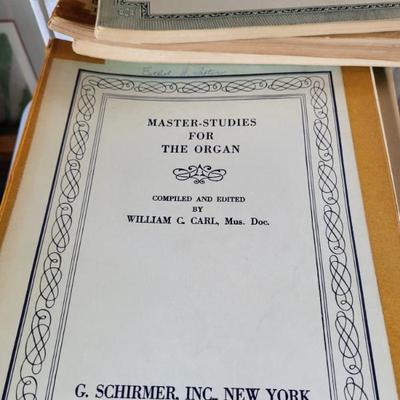 MASTER-STUDIES
FOR
THE ORGAN
COMPILED AND EDITED
BY
WILLIAM C. CARL, Mus. Doc.
G. SCHIRMER, INC., NEW YORK